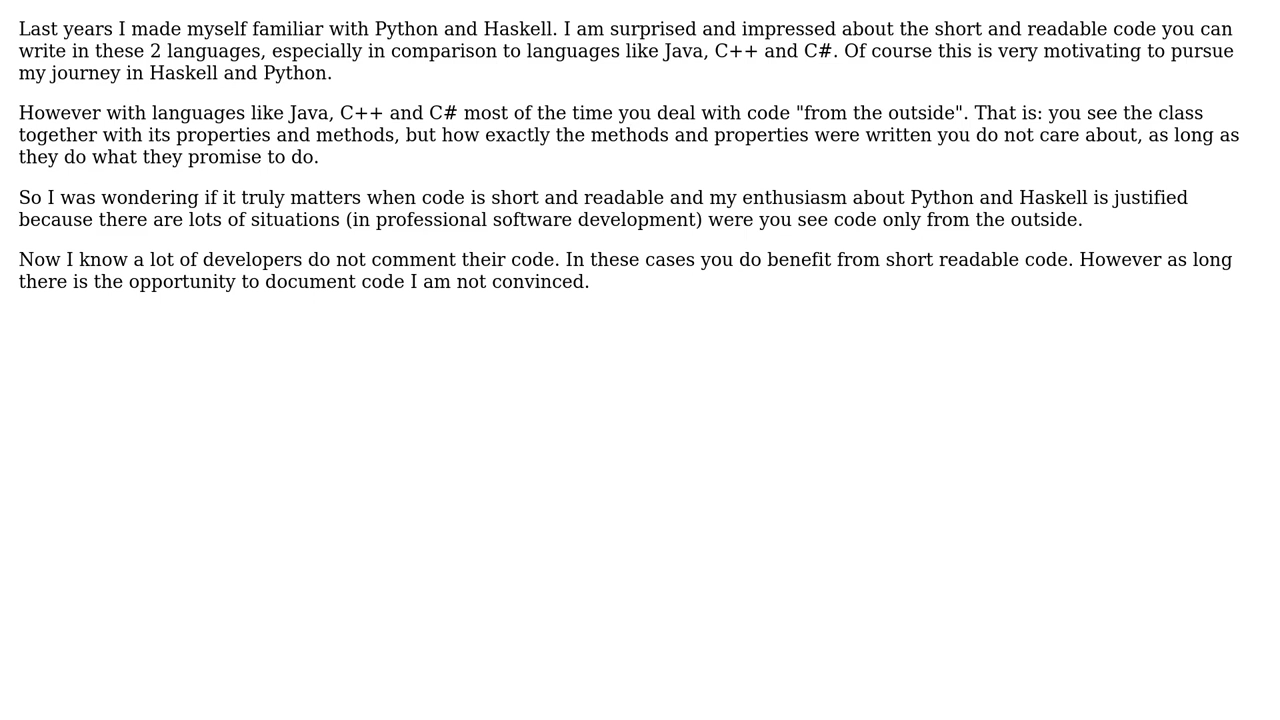 Last years I made myself familiar with Python and Haskell. I am surprised and impressed about the short and readable code you can
write in these 2 languages, especially in comparison to languages like Java, C++ and C#. Of course this is very motivating to pursue
my journey in Haskell and Python.
However with languages like Java, C++ and C# most of the time you deal with code "from the outside". That is: you see the class
together with its properties and methods, but how exactly the methods and properties were written you do not care about, as long as
they do what they promise to do.
So I was wondering if it truly matters when code is short and readable and my enthusiasm about Python and Haskell is justified
because there are lots of situations (in professional software development) were you see code only from the outside.
Now I know a lot of developers do not comment their code. In these cases you do benefit from short readable code. However as long
there is the opportunity to document code I am not convinced.